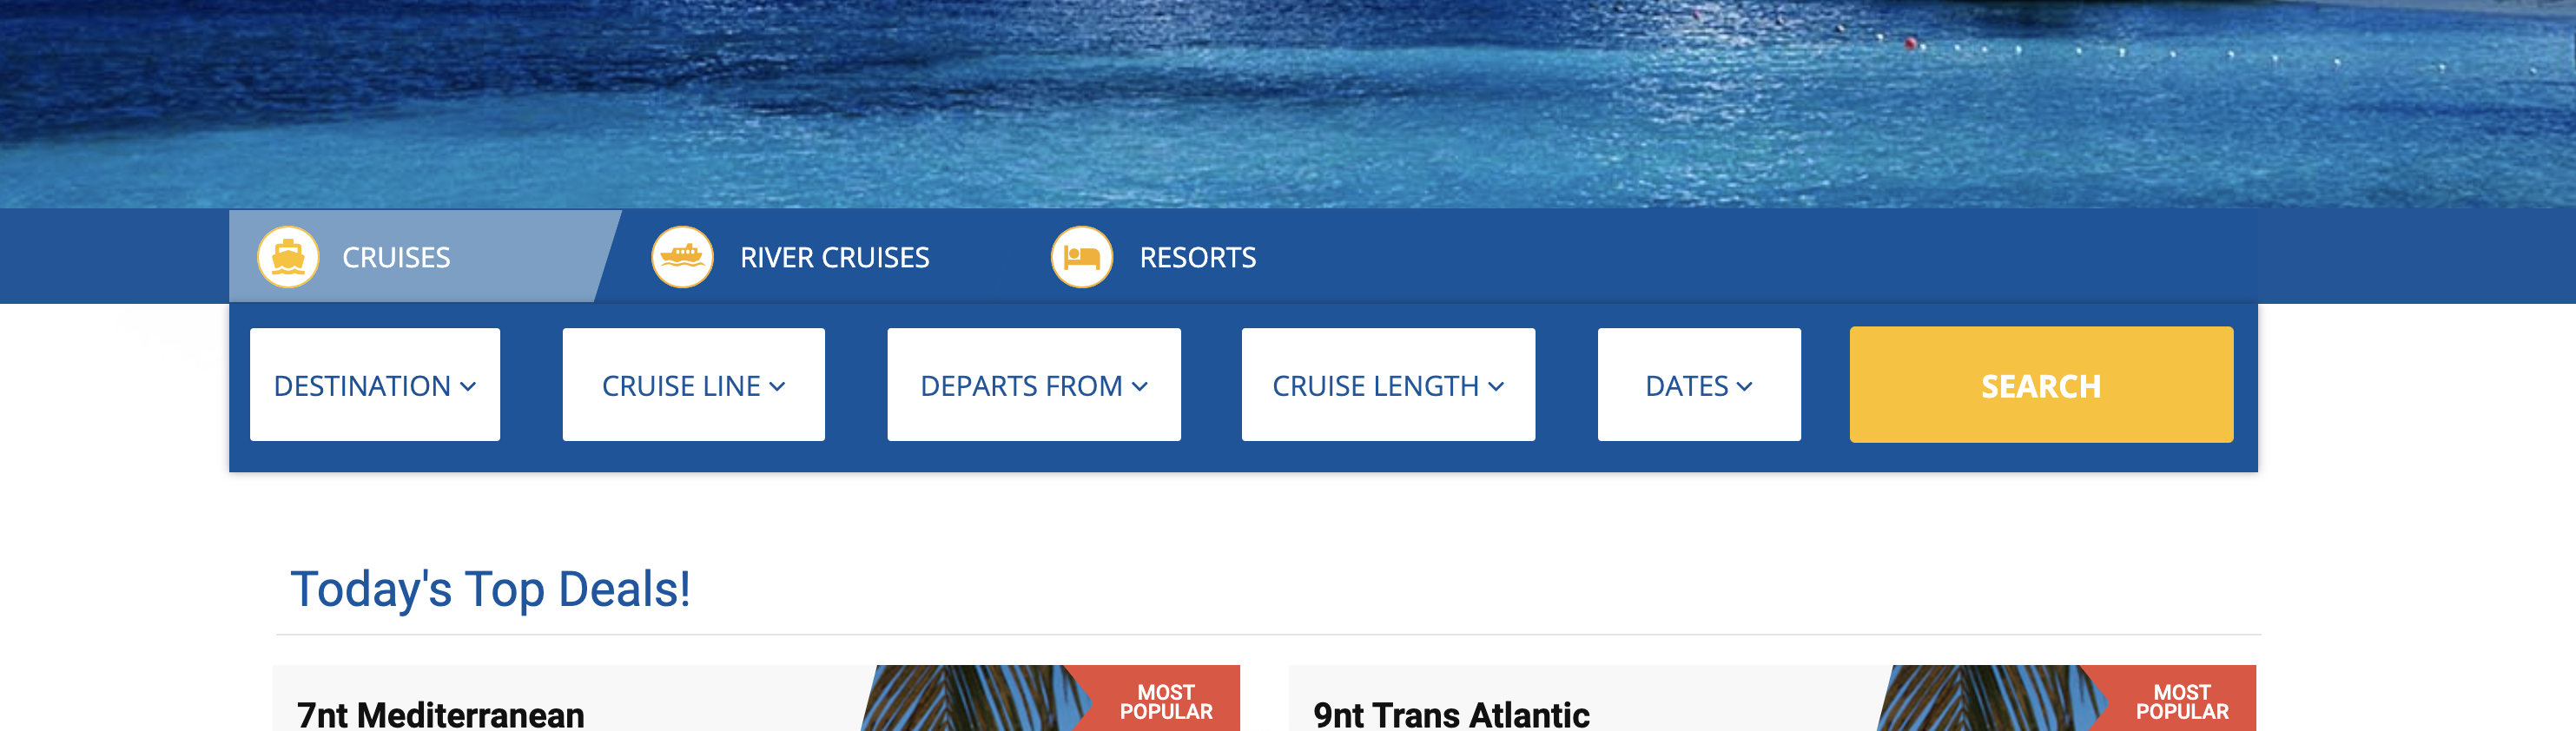 CRUISES
RIVER CRUISES
RESORTS
DESTINATION
CRUISE LINE
DEPARTS FROM
CRUISE LENGTH
DATES
SEARCH
Today's Top Deals!
7nt Mediterranean
MOST
POPULAR
9nt Trans Atlantic
MOST
POPULAR